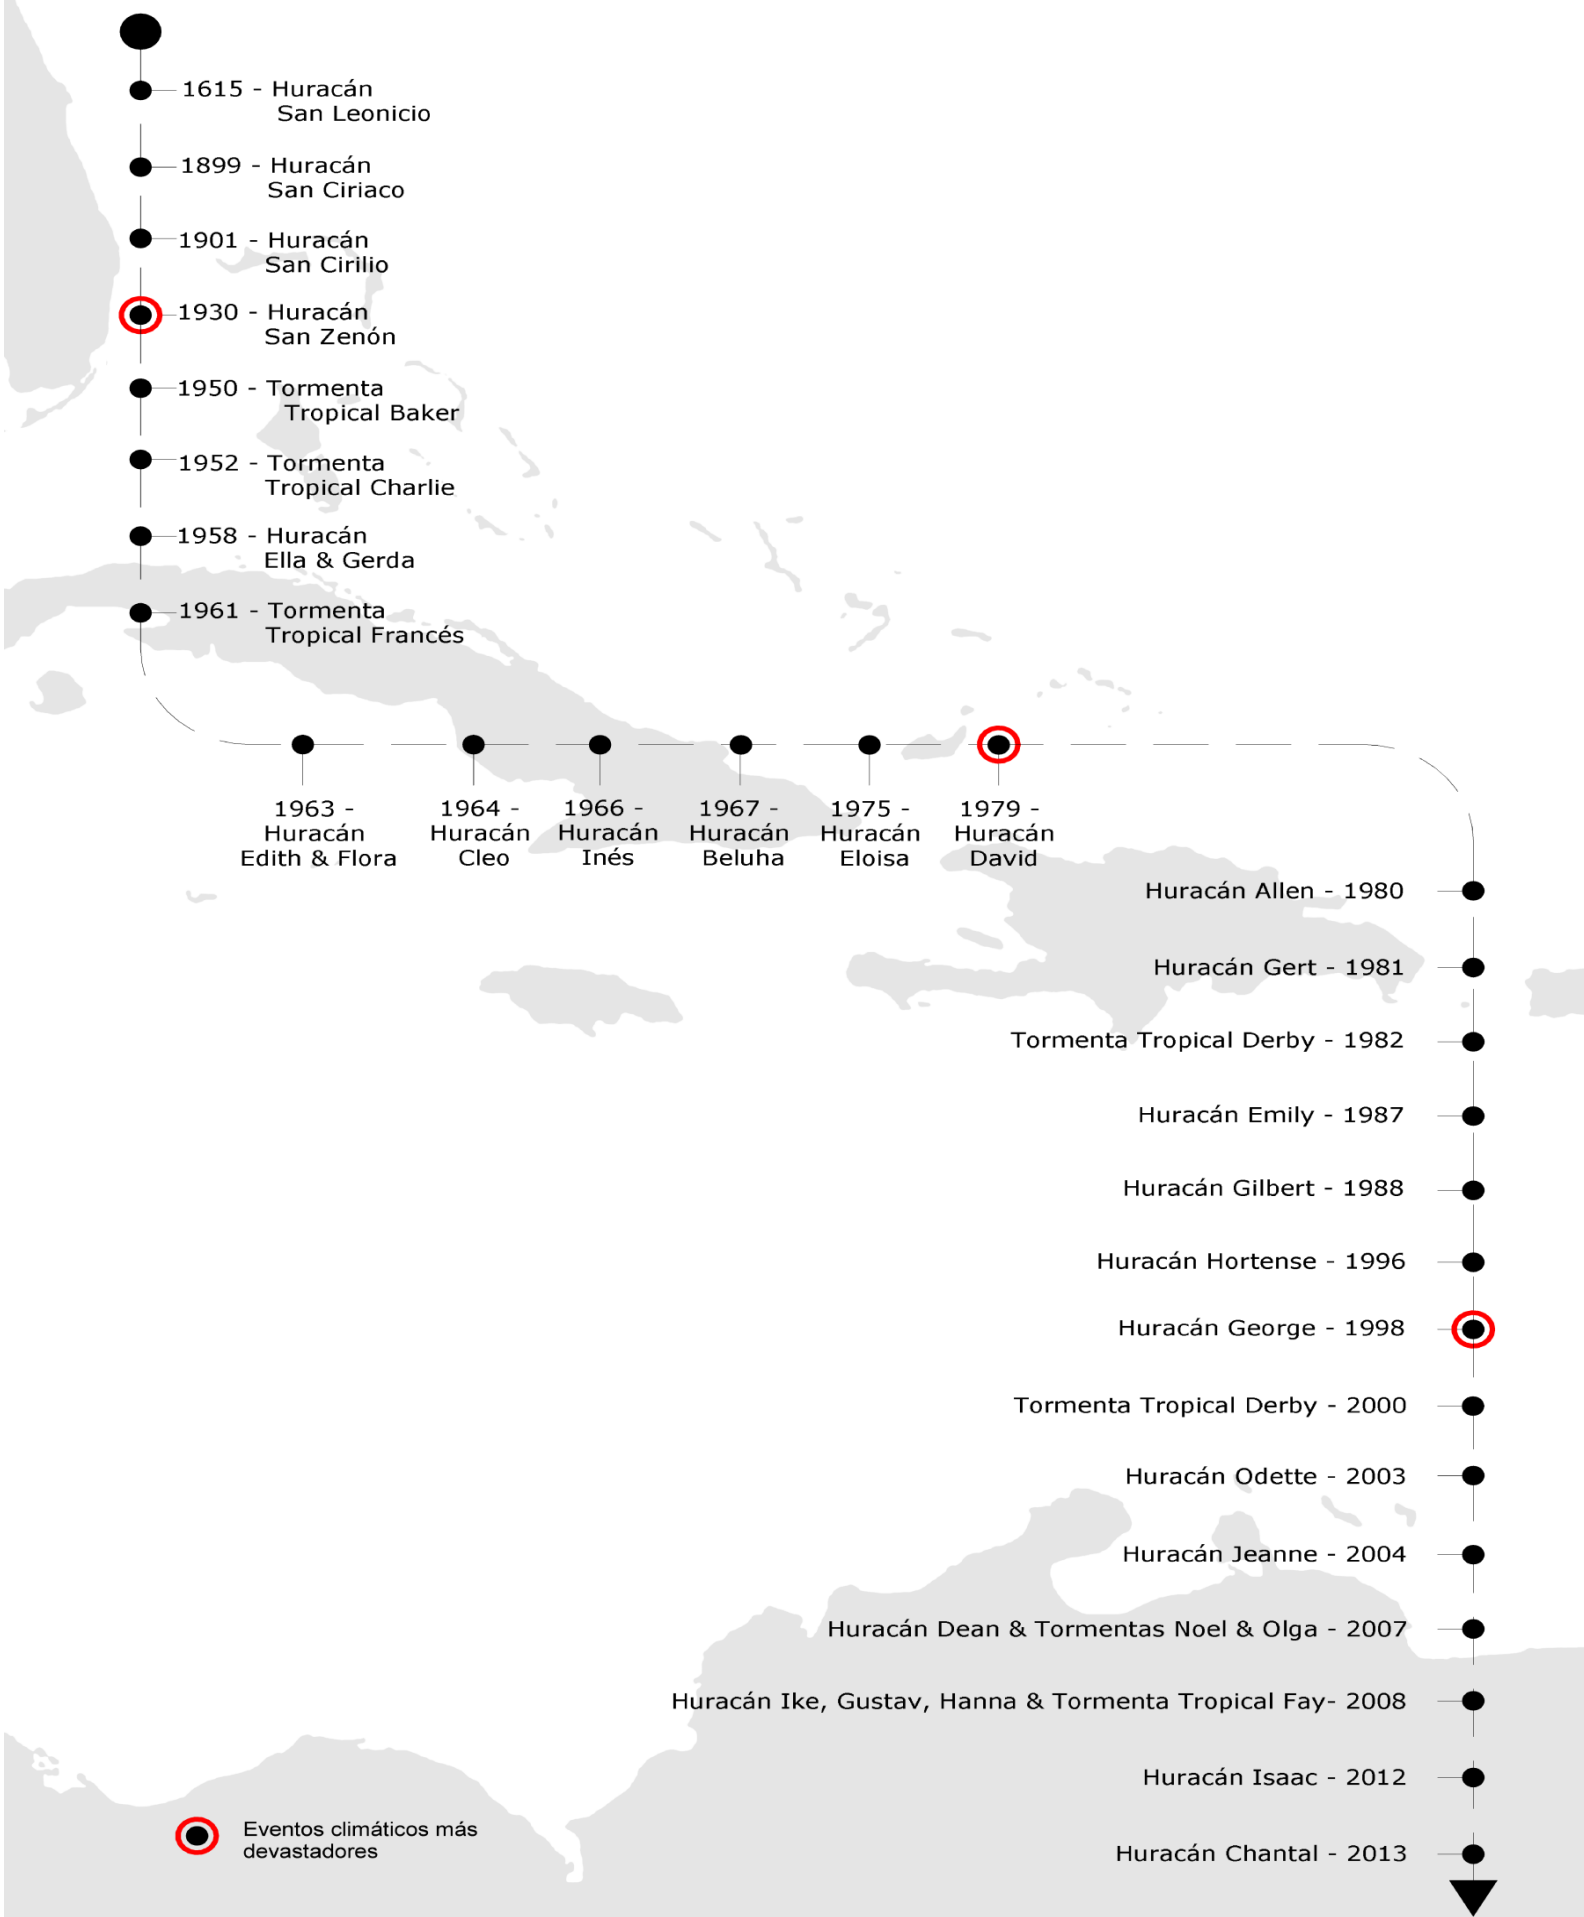 1615 - Huracán
San Leonicio
1899 - Huracán
San Ciriaco
1901 - Huracán
San Cirilio
1930 - Huracán
San Zenón
1950 - Tormenta
Tropical Baker
1952 - Tormenta
Tropical Charlie
1958 - Huracán
Ella & Gerda
1961 - Tormenta
Tropical Francés
1963 -
Huracán
Edith & Flora
1964 -
Huracán
Cleo
1966 -
Huracán
Inés
1967 -
Huracán
Beluha
1975 -
Huracán
Eloisa
1979 -
Huracán
David
Huracán Allen - 1980
Huracán Gert - 1981
Tormenta Tropical Derby - 1982
Huracán Emily - 1987
Huracán Gilbert - 1988
Huracán Hortense - 1996
Huracán George - 1998
Tormenta Tropical Derby - 2000
Huracán Odette - 2003
Huracán Jeanne - 2004
Huracán Dean & Tormentas Noel & Olga - 2007
Huracán Ike, Gustav, Hanna & Tormenta Tropical Fay- 2008
Huracán Isaac - 2012
Huracán Chantal - 2013
Eventos climáticos más
devastadores